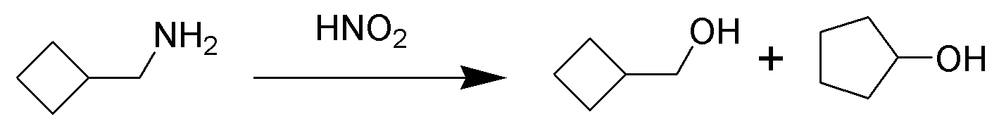 NH₂
HNO₂
OH
+
OH